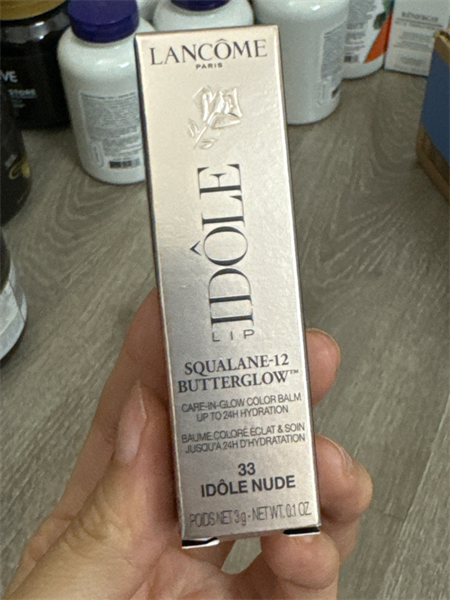 LANCÔME
PARIS
LIP
IDÔLE
SQUALANE-12
BUTTERGLOW™
CARE-IN-GLOW COLOR BALM
UP TO 24H HYDRATION
BAUME COLORÉ ÉCLAT & SOIN
JUSQU'À 24H D'HYDRATATION
33
IDÔLE NUDE
POIDS NET 3g - NET WT. 0.1 OZ.